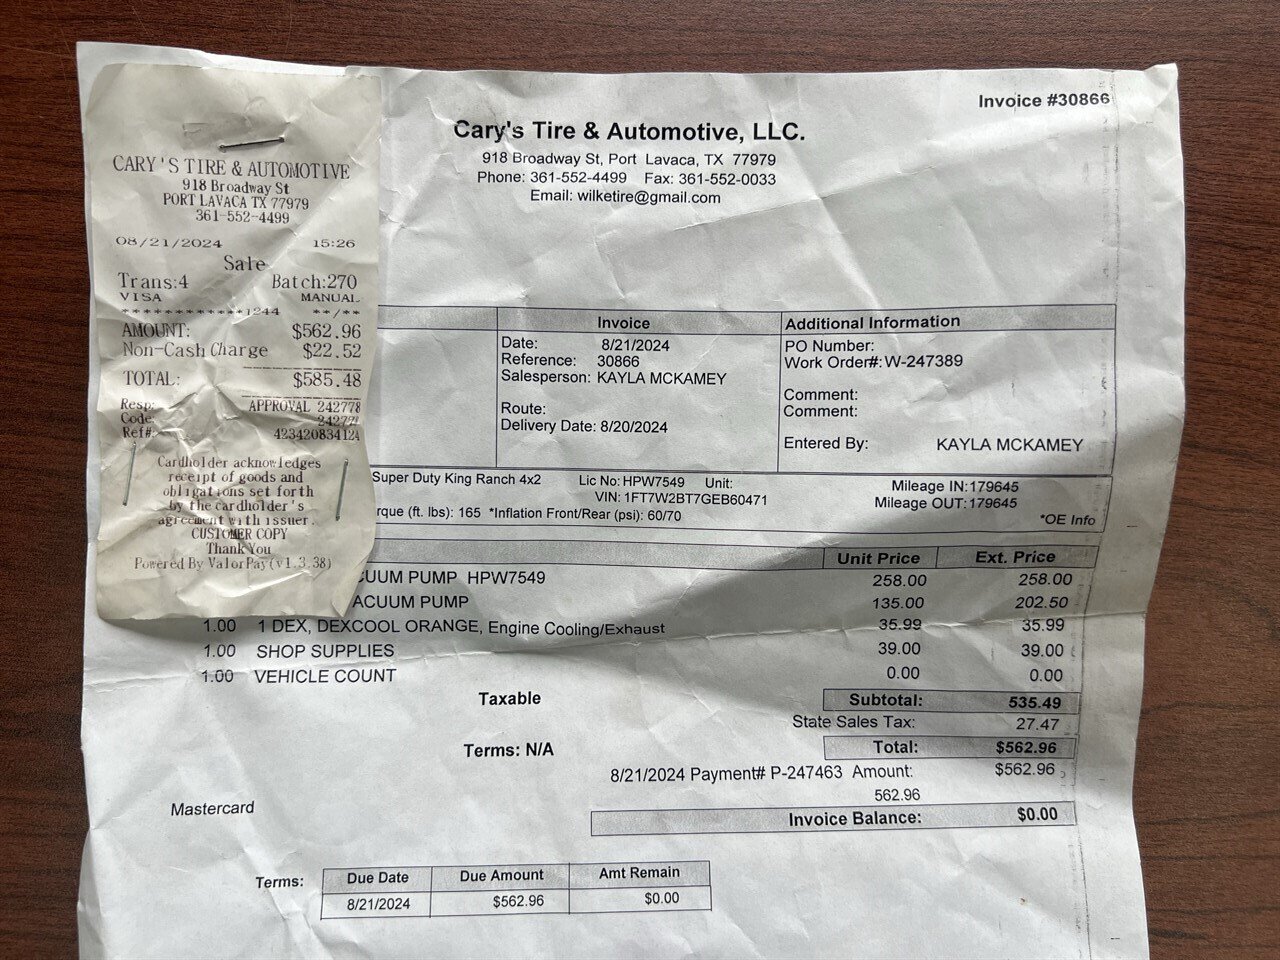 Invoice #30866
Cary's Tire & Automotive, LLC.
918 Broadway St, Port Lavaca, TX 77979
Phone: 361-552-4499 Fax: 361-552-0033
Email: wilketire@gmail.com
CARY'S TIRE & AUTOMOTIVE
918 Broadway St
PORT LAVACA TX 77979
361-552-4499
08/21/2024 15:26
Sale
Trans:4 Batch:270
VISA MANUAL
************1244 **/**
AMOUNT: $562.96
Non-Cash Charge $22.52
TOTAL: $585.48
Resp: APPROVAL 242778
Code: 242778
Ref#: 423420834124
Cardholder acknowledges
receipt of goods and
obligations set forth
by the cardholder's
agreement with issuer.
CUSTOMER COPY
Thank You
Powered By ValorPay(v1.3.38)
Invoice
Date: 8/21/2024
Reference: 30866
Salesperson: KAYLA MCKAMEY
Route:
Delivery Date: 8/20/2024
Additional Information
PO Number:
Work Order#: W-247389
Comment:
Comment:
Entered By: KAYLA MCKAMEY
Super Duty King Ranch 4x2 Lic No: HPW7549 Unit: Mileage IN: 179645
VIN: 1FT7W2BT7GEB60471 Mileage OUT: 179645
rque (ft. lbs): 165 *Inflation Front/Rear (psi): 60/70 *OE Info
Unit Price Ext. Price
CUUM PUMP HPW7549 258.00 258.00
ACUUM PUMP 135.00 202.50
1.00 1 DEX, DEXCOOL ORANGE, Engine Cooling/Exhaust 35.99 35.99
1.00 SHOP SUPPLIES 39.00 39.00
1.00 VEHICLE COUNT 0.00 0.00
Taxable Subtotal: 535.49
State Sales Tax: 27.47
Terms: N/A Total: $562.96
8/21/2024 Payment# P-247463 Amount: $562.96
562.96
Mastercard
Invoice Balance: $0.00
Terms: Due Date Due Amount Amt Remain
8/21/2024 $562.96 $0.00